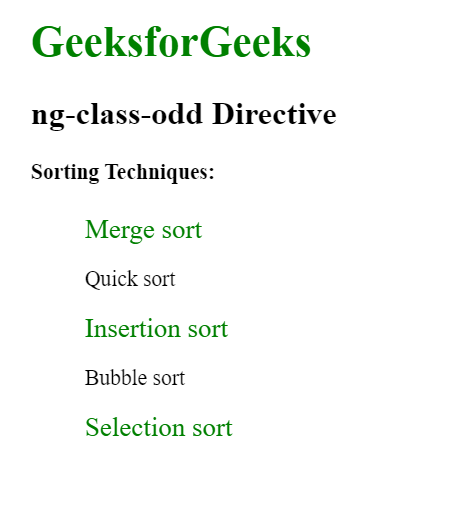 GeeksforGeeks
ng-class-odd Directive
Sorting Techniques:
Merge sort
Quick sort
Insertion sort
Bubble sort
Selection sort